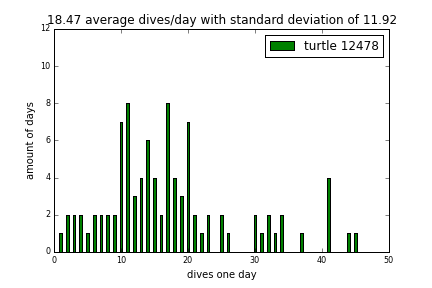 18.47 average dives/day with standard deviation of 11.92
turtle 12478
amount of days
12
10
8
6
4
2
0
0 10 20 30 40 50
dives one day